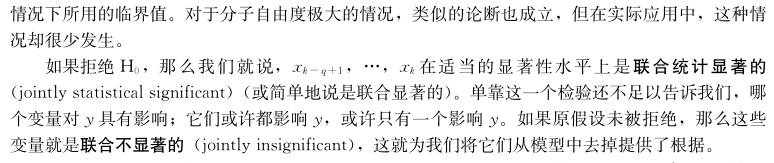 情况下所用的临界值。对于分子自由度极大的情况，类似的论断也成立，但在实际应用中，这种情
况却很少发生。
如果拒绝 H₀，那么我们就说，xₖ₋q₊₁，…，xₖ 在适当的显著性水平上是联合统计显著的
(jointly statistical significant)（或简单地说是联合显著的）。单靠这一个检验还不足以告诉我们，哪
个变量对 y 具有影响；它们或许都影响 y，或许只有一个影响 y。如果原假设未被拒绝，那么这些
变量就是联合不显著的（jointly insignificant），这就为我们将它们从模型中去掉提供了根据。